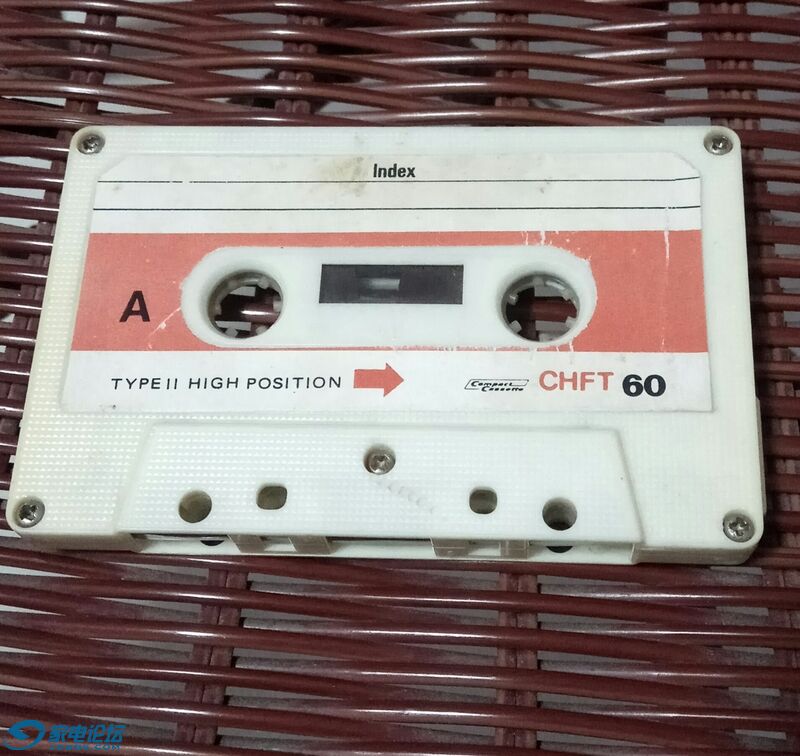 Index
A
TYPE II HIGH POSITION
Compact Cassette
CHFT 60
家电论坛